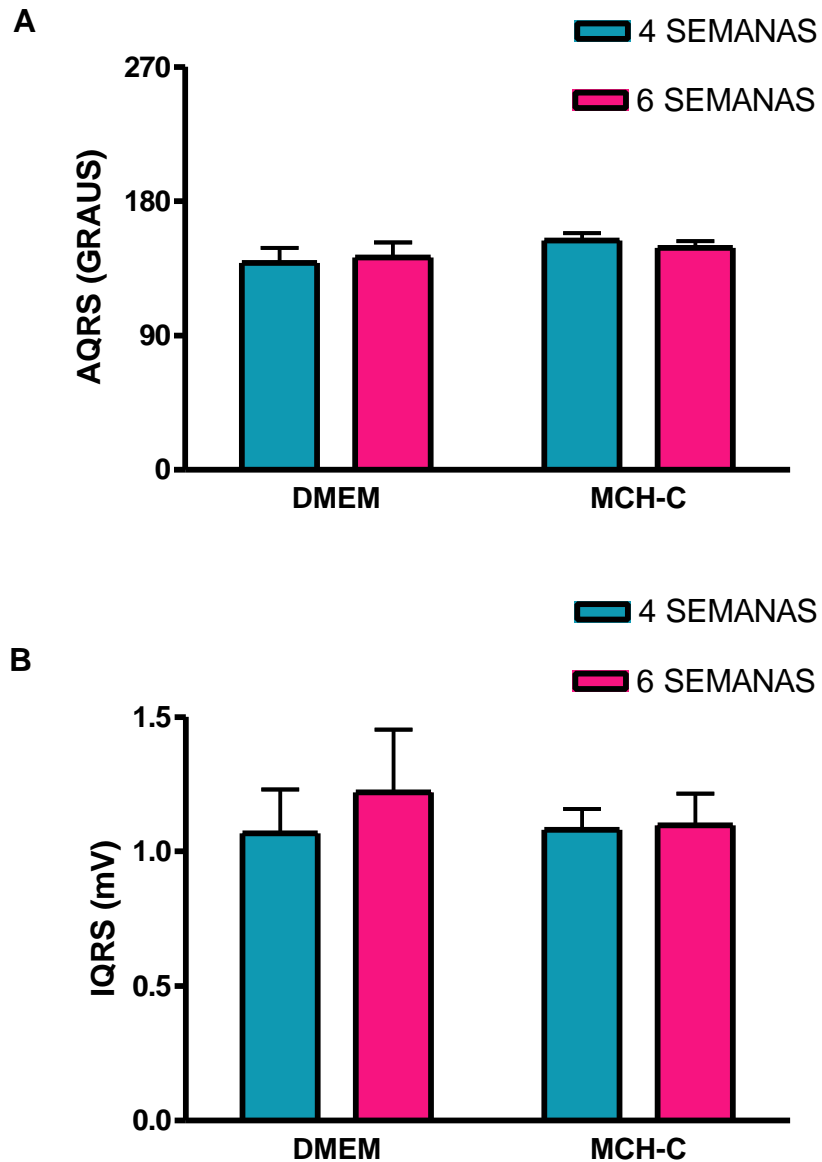 A
4 SEMANAS
6 SEMANAS
270
180
90
0
AQRS (GRAUS)
DMEM MCH-C
4 SEMANAS
6 SEMANAS
B
1.5
1.0
0.5
0.0
IQRS (mV)
DMEM MCH-C